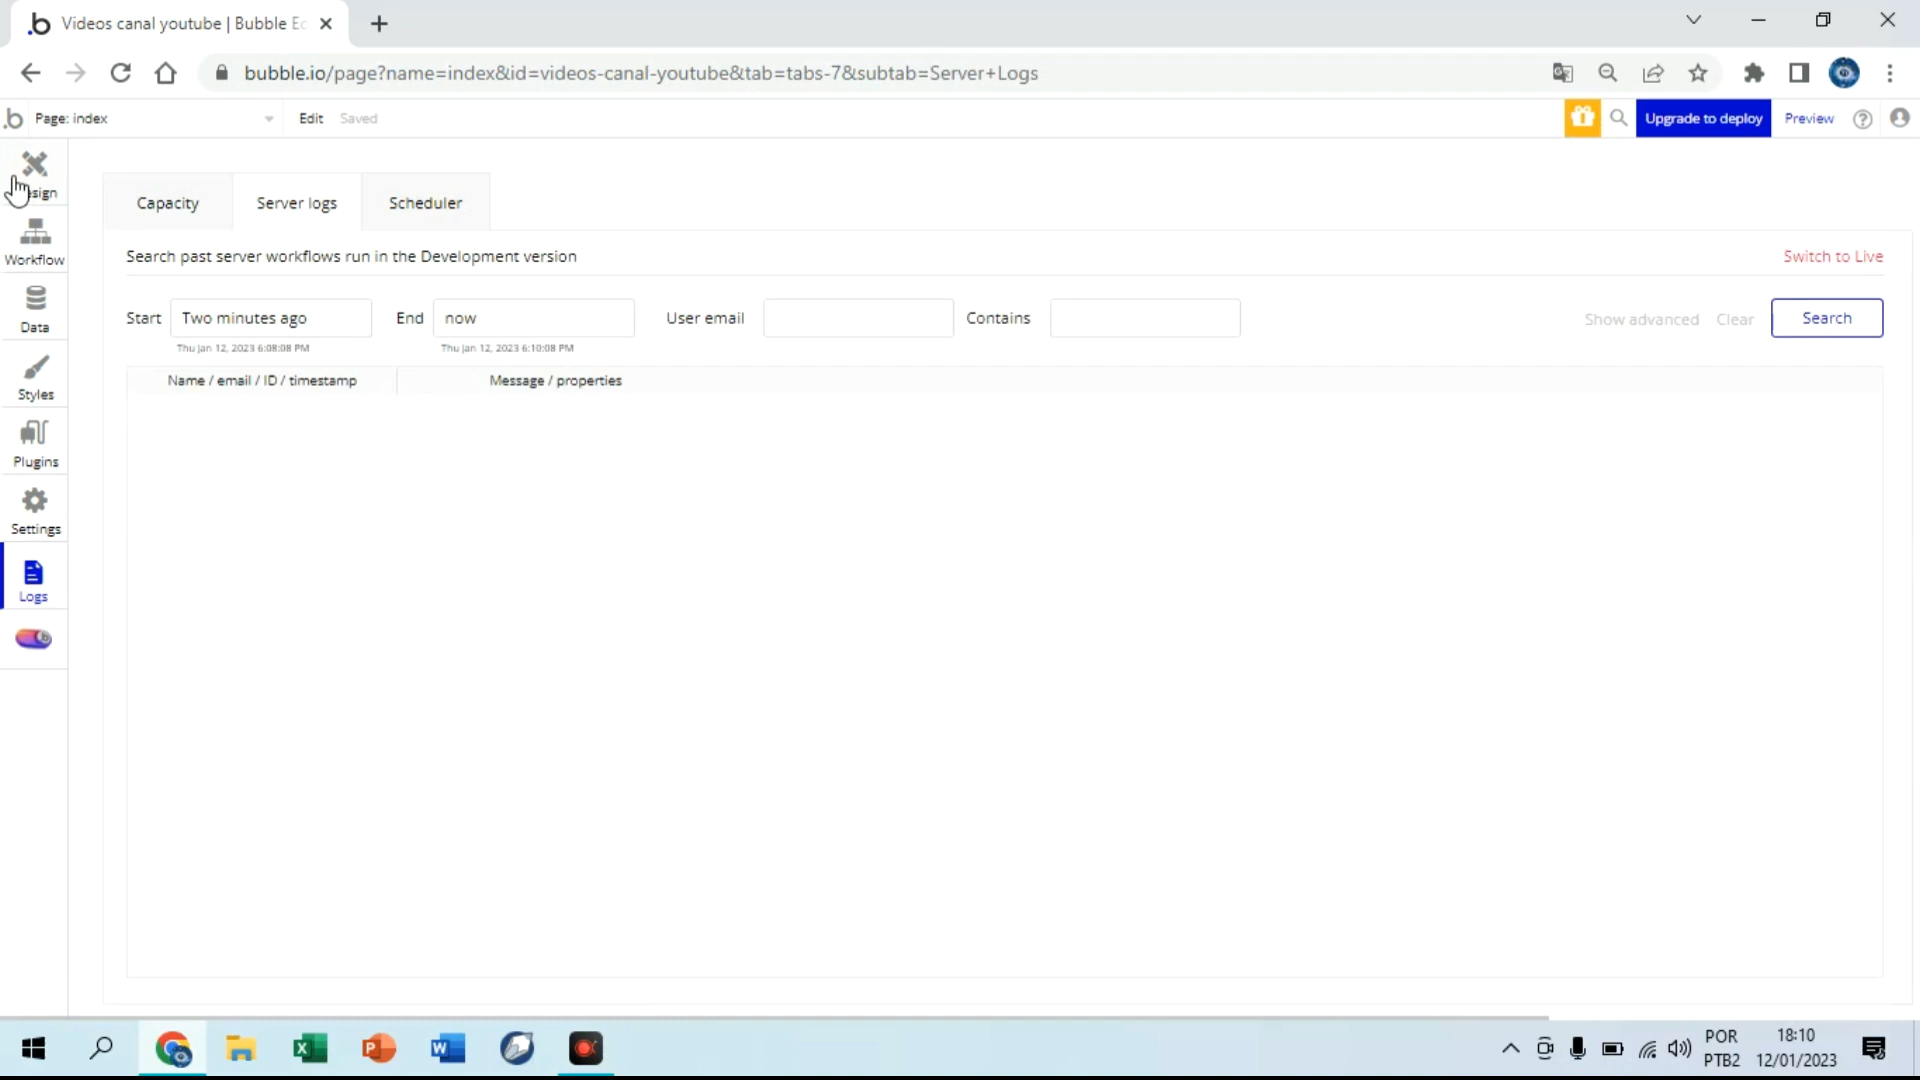 Videos canal youtube | Bubble Ec
bubble.io/page?name=index&id=videos-canal-youtube&tab=tabs-7&subtab=Server+Logs
Page: index
Edit
Saved
Upgrade to deploy
Preview
esign
Workflow
Data
Styles
Plugins
Settings
Logs
Capacity
Server logs
Scheduler
Search past server workflows run in the Development version
Switch to Live
Start
Two minutes ago
End
now
User email
Contains
Show advanced
Clear
Search
Thu Jan 12, 2023 6:08:08 PM
Thu Jan 12, 2023 6:10:08 PM
Name / email / ID / timestamp
Message / properties
POR
PTB2
18:10
12/01/2023